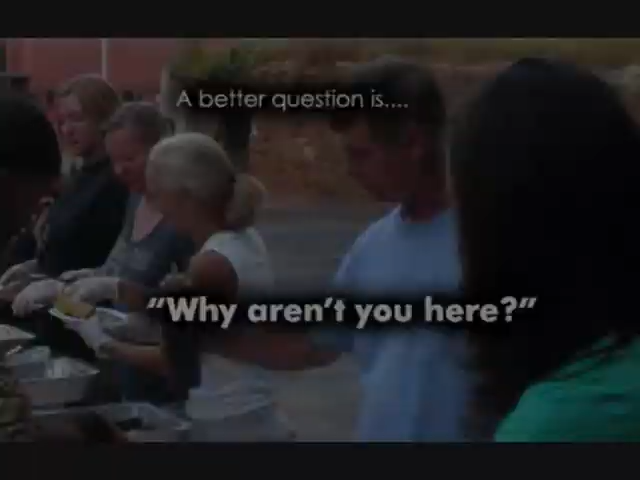 A better question is....
“Why aren’t you here?”